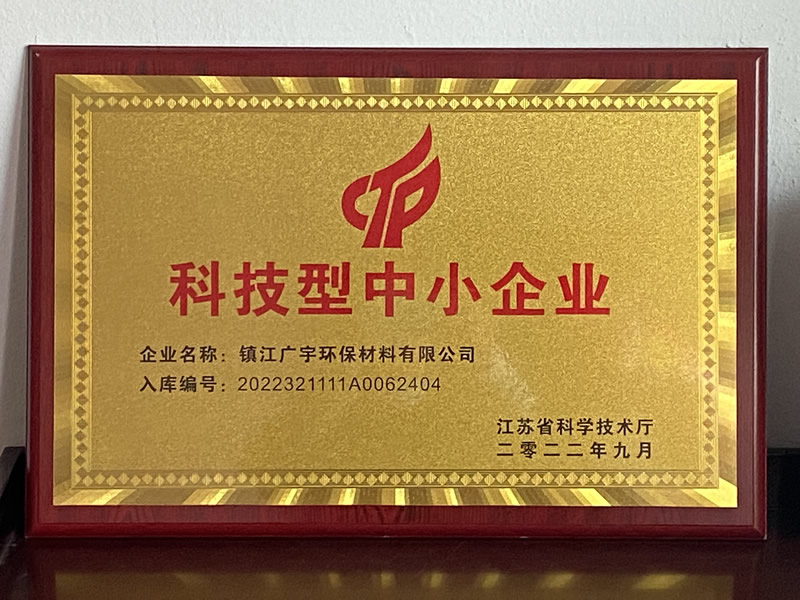 CTP
科技型中小企业
企业名称：镇江广宇环保材料有限公司
入库编号：2022321111A0062404
江苏省科学技术厅
二零二二年九月